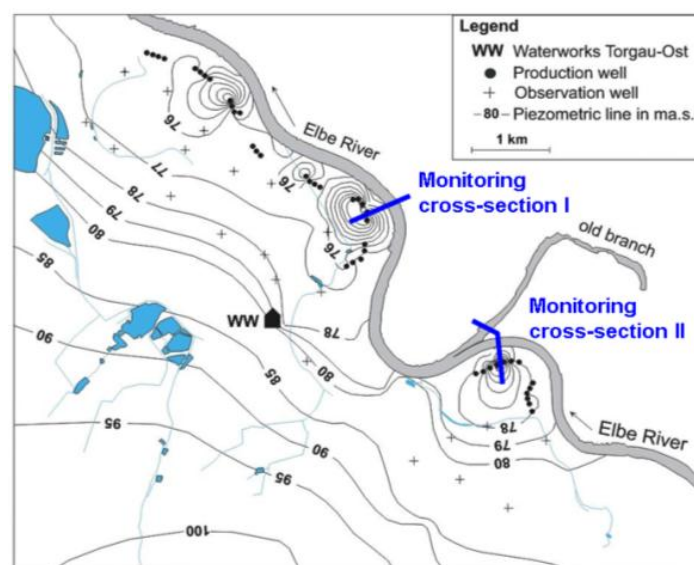 Legend
WW Waterworks Torgau-Ost
Production well
Observation well
80 Piezometric line in ma.s.l.
1 km
76
Elbe River
77
78
79
80
76
Monitoring
cross-section I
85
76
old branch
WW
78
Monitoring
cross-section II
90
80
85
95
78
79
80
Elbe River
90
95
100